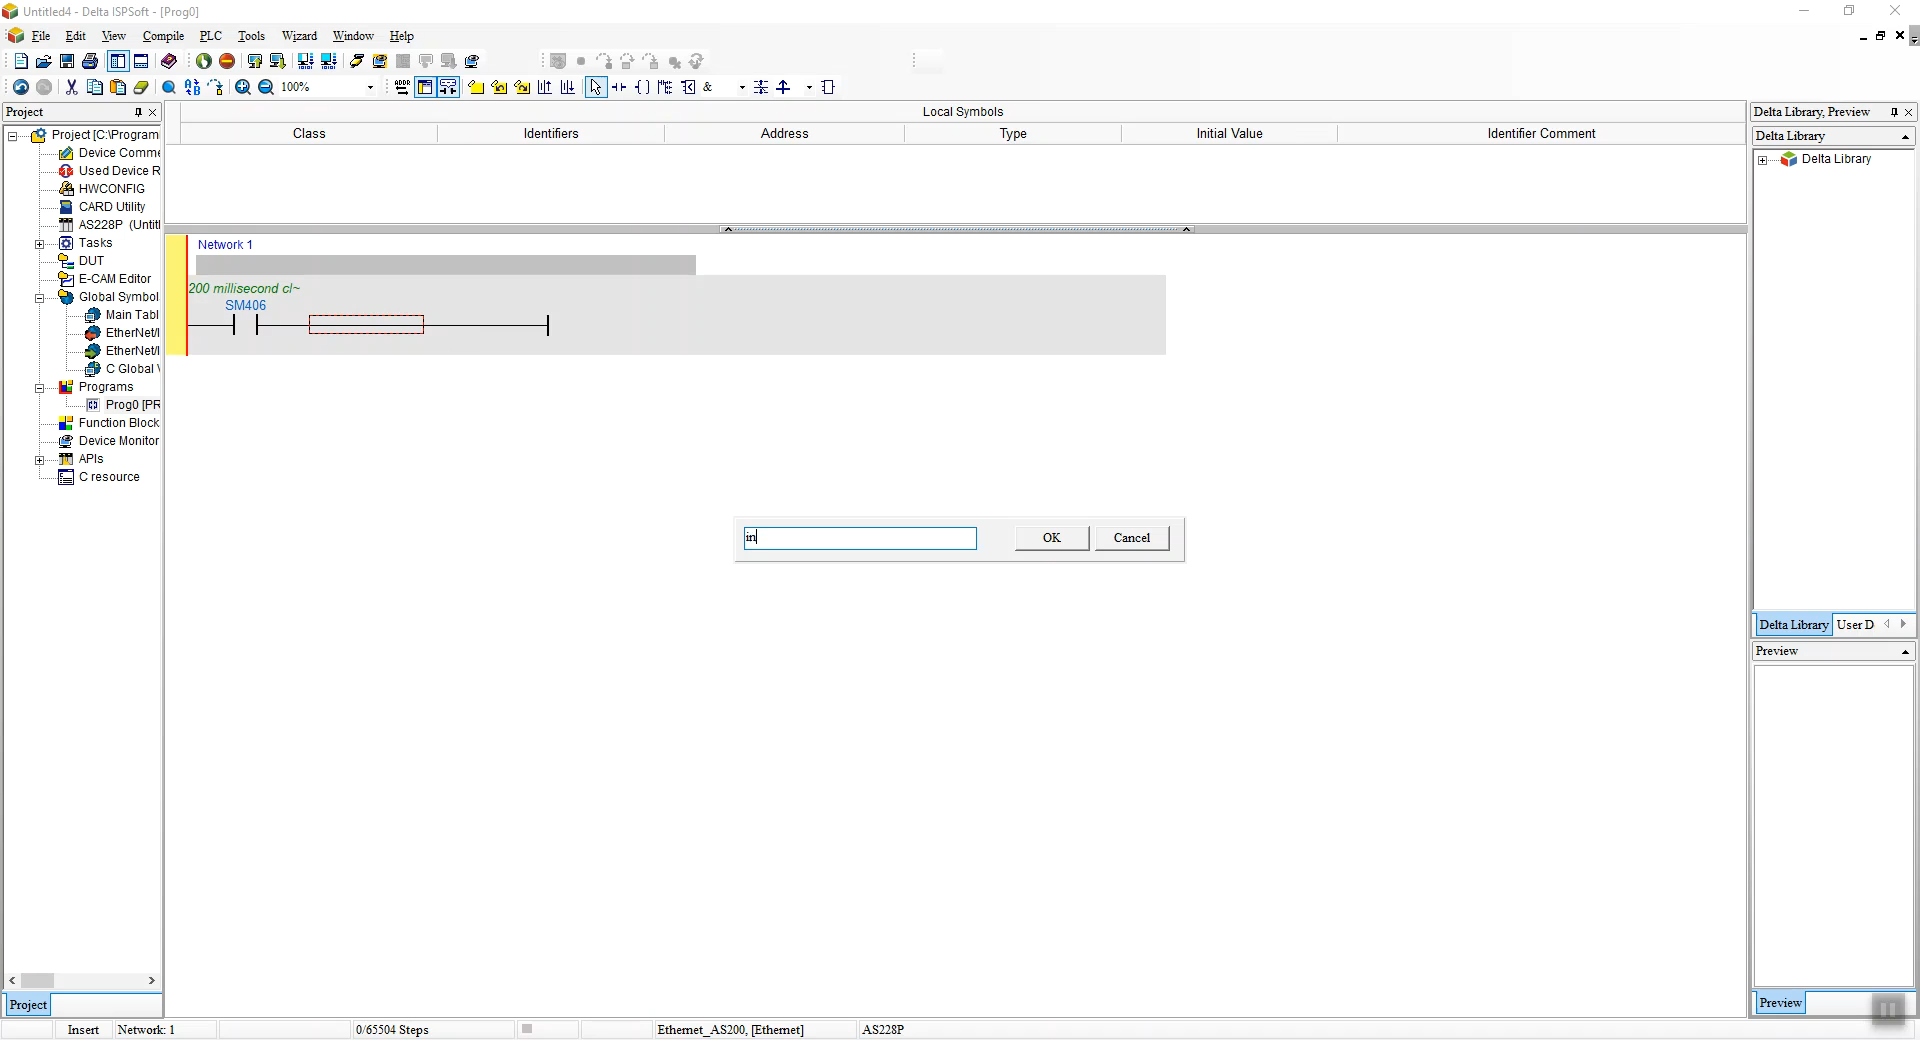 Untitled4 - Delta ISPSoft - [Prog0]
File Edit View Compile PLC Tools Wizard Window Help
100% ADDR &
Project
Project [C:\Program
Device Comme
Used Device R
HWCONFIG
CARD Utility
AS228P (Untitl
Tasks
DUT
E-CAM Editor
Global Symbol
Main Tabl
EtherNet/I
EtherNet/I
C Global V
Programs
Prog0 [PR
Function Block
Device Monitor
APIs
C resource
Project
Local Symbols
Class Identifiers Address Type Initial Value Identifier Comment
Network 1
200 millisecond cl~
SM406
in OK Cancel
Delta Library, Preview
Delta Library
Delta Library
Delta Library User D
Preview
Preview
Insert Network: 1 0/65504 Steps Ethernet_AS200, [Ethernet] AS228P